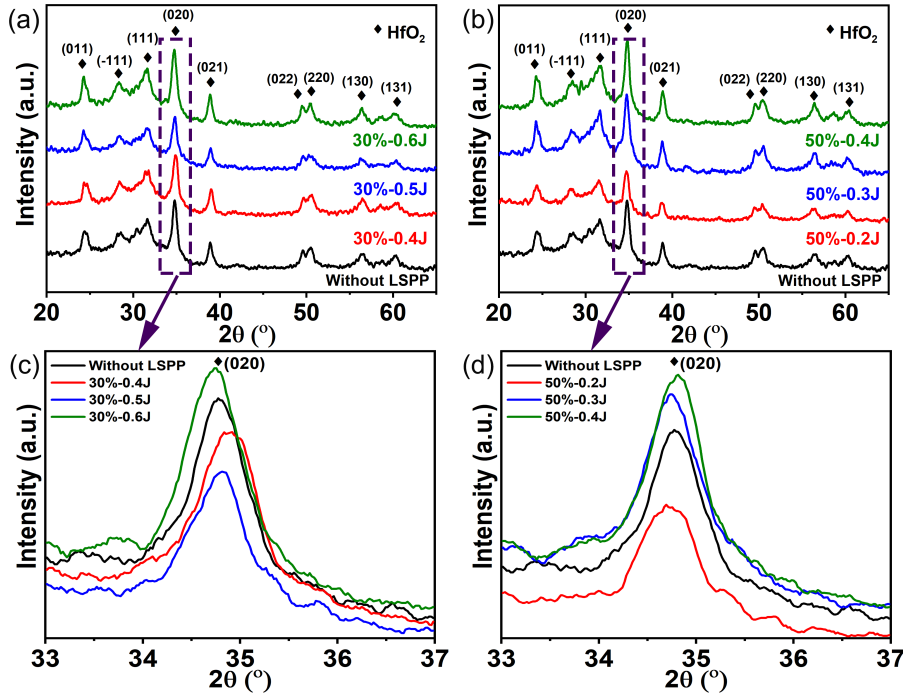 (a)
(020)
HfO₂
(011)
(-111)
(111)
(021)
(022)
(220)
(130)
(131)
30%-0.6J
30%-0.5J
30%-0.4J
Without LSPP
Intensity (a.u.)
20
30
40
50
60
2θ (°)
(b)
(020)
HfO₂
(011)
(-111)
(111)
(021)
(022)
(220)
(130)
(131)
50%-0.4J
50%-0.3J
50%-0.2J
Without LSPP
Intensity (a.u.)
20
30
40
50
60
2θ (°)
(c)
Without LSPP
30%-0.4J
30%-0.5J
30%-0.6J
(020)
Intensity (a.u.)
33
34
35
36
37
2θ (°)
(d)
Without LSPP
50%-0.2J
50%-0.3J
50%-0.4J
(020)
Intensity (a.u.)
33
34
35
36
37
2θ (°)